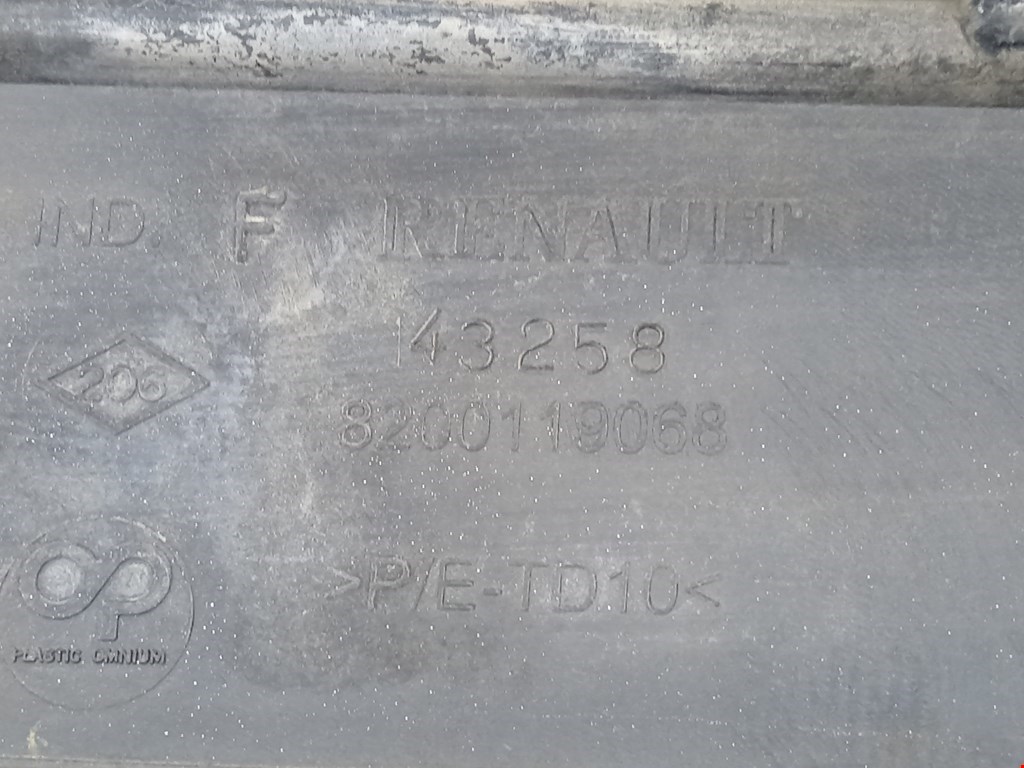 IND. F RENAULT
143258
206
8200119068
>P/E-TD10<
PLASTIC OMNIUM